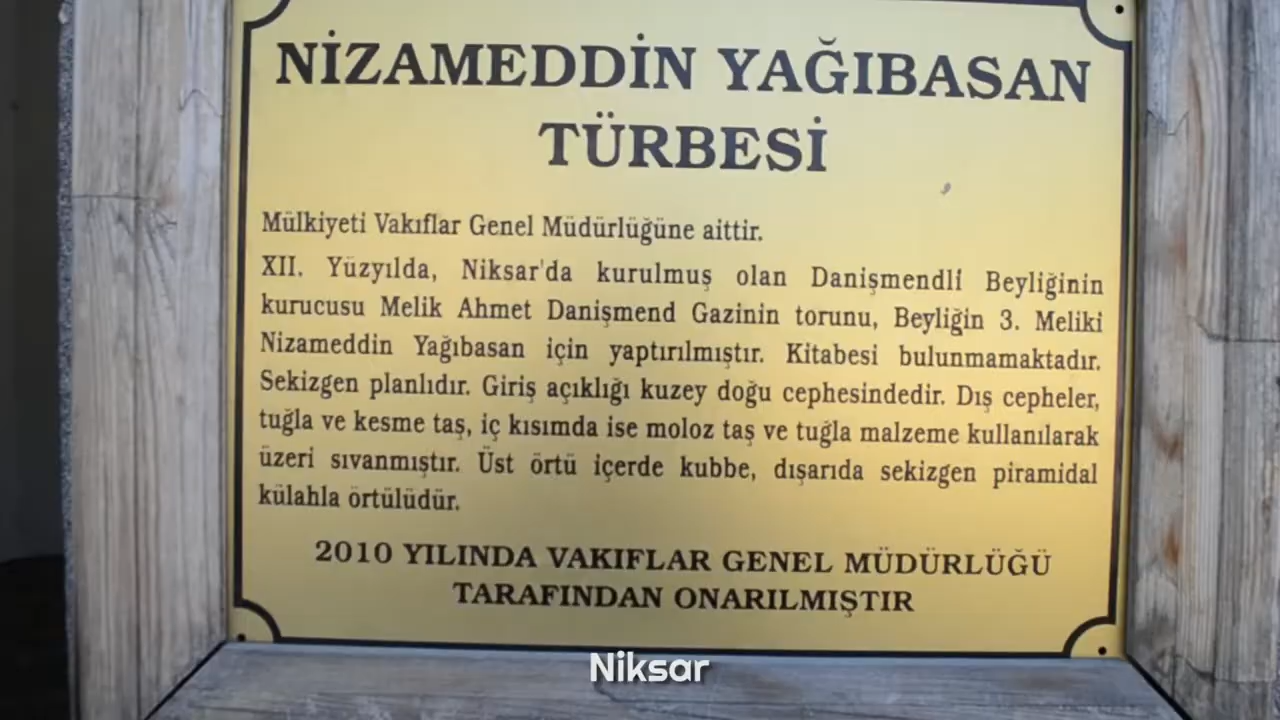 NİZAMEDDİN YAĞIBASAN
TÜRBESİ
Mülkiyeti Vakıflar Genel Müdürlüğüne aittir.
XII. Yüzyılda, Niksar'da kurulmuş olan Danişmendli Beyliğinin
kurucusu Melik Ahmet Danişmend Gazinin torunu, Beyliğin 3. Meliki
Nizameddin Yağıbasan için yaptırılmıştır. Kitabesi bulunmamaktadır.
Sekizgen planlıdır. Giriş açıklığı kuzey doğu cephesindedir. Dış cepheler,
tuğla ve kesme taş, iç kısımda ise moloz taş ve tuğla malzeme kullanılarak
üzeri sıvanmıştır. Üst örtü içerde kubbe, dışarıda sekizgen piramidal
külahla örtülüdür.
2010 YILINDA VAKIFLAR GENEL MÜDÜRLÜĞÜ
TARAFINDAN ONARILMIŞTIR
Niksar